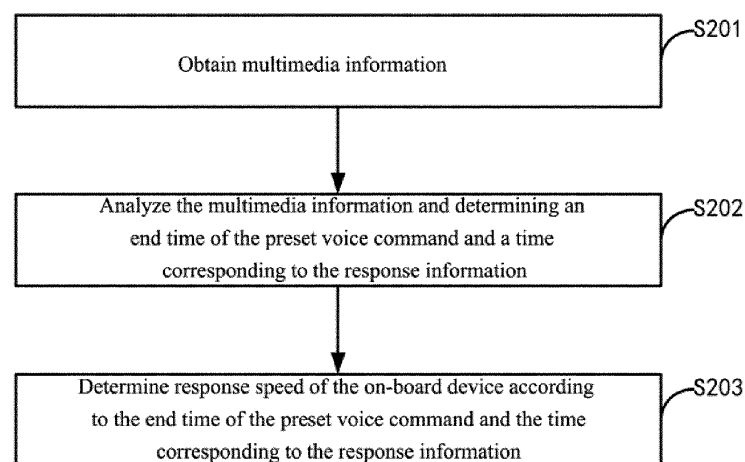 S201
Obtain multimedia information
S202
Analyze the multimedia information and determining an
end time of the preset voice command and a time
corresponding to the response information
S203
Determine response speed of the on-board device according
to the end time of the preset voice command and the time
corresponding to the response information